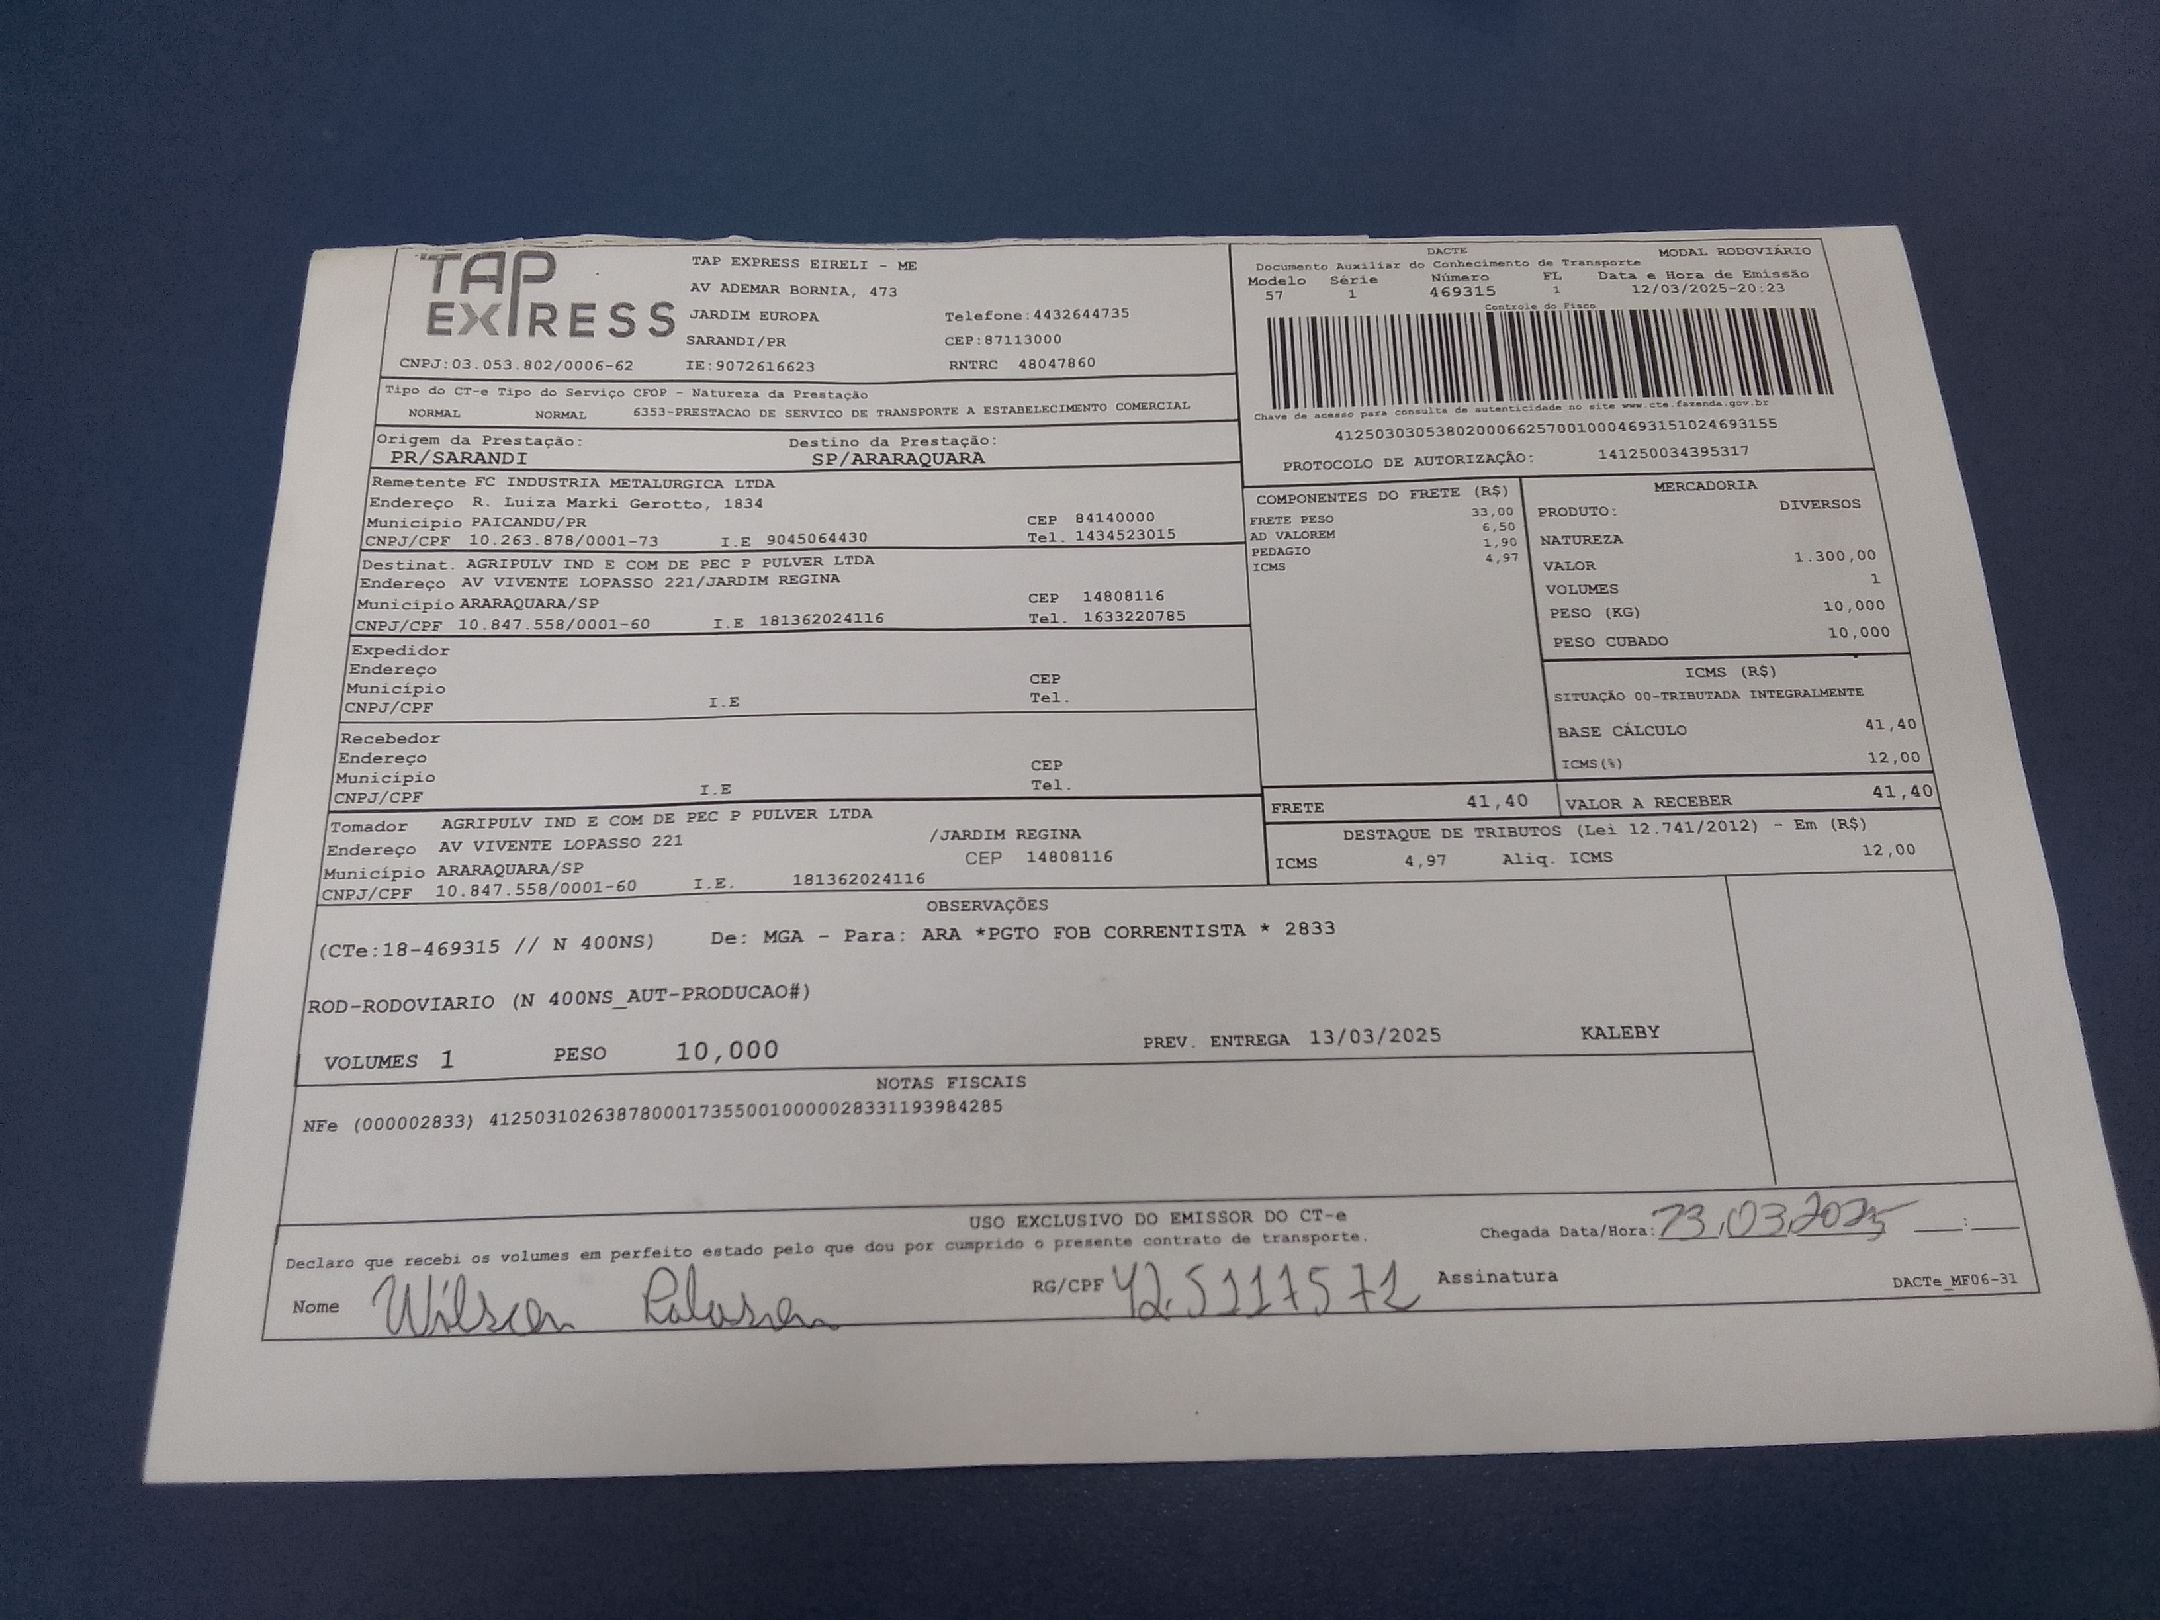 TAP EXPRESS
TAP EXPRESS EIRELI - ME
AV ADEMAR BORNIA, 473
JARDIM EUROPA Telefone:4432644735
SARANDI/PR CEP:87113000
CNPJ:03.053.802/0006-62 IE:9072616623 RNTRC 48047860
DACTE MODAL RODOVIÁRIO
Documento Auxiliar do Conhecimento de Transporte
Modelo Série Número FL Data e Hora de Emissão
57 1 469315 1 12/03/2025-20:23
Controle do Fisco
Chave de acesso para consulta de autenticidade no site www.cte.fazenda.gov.br
41250303053802000662570010004693151024693155
PROTOCOLO DE AUTORIZAÇÃO: 141250034395317
Tipo do CT-e Tipo do Serviço CFOP - Natureza da Prestação
NORMAL NORMAL 6353-PRESTACAO DE SERVICO DE TRANSPORTE A ESTABELECIMENTO COMERCIAL
Origem da Prestação: Destino da Prestação:
PR/SARANDI SP/ARARAQUARA
Remetente FC INDUSTRIA METALURGICA LTDA
Endereço R. Luiza Marki Gerotto, 1834
Município PAICANDU/PR CEP 84140000
CNPJ/CPF 10.263.878/0001-73 I.E 9045064430 Tel. 1434523015
Destinat. AGRIPULV IND E COM DE PEC P PULVER LTDA
Endereço AV VIVENTE LOPASSO 221/JARDIM REGINA
Município ARARAQUARA/SP CEP 14808116
CNPJ/CPF 10.847.558/0001-60 I.E 181362024116 Tel. 1633220785
Expedidor
Endereço
Município CEP
CNPJ/CPF I.E Tel.
Recebedor
Endereço
Município CEP
CNPJ/CPF I.E Tel.
Tomador AGRIPULV IND E COM DE PEC P PULVER LTDA
Endereço AV VIVENTE LOPASSO 221 /JARDIM REGINA
Município ARARAQUARA/SP CEP 14808116
CNPJ/CPF 10.847.558/0001-60 I.E. 181362024116
COMPONENTES DO FRETE (R$)
FRETE PESO 33,00
AD VALOREM 6,50
PEDAGIO 1,90
ICMS 4,97
MERCADORIA
PRODUTO: DIVERSOS
NATUREZA
VALOR 1.300,00
VOLUMES 1
PESO (KG) 10,000
PESO CUBADO 10,000
ICMS (R$)
SITUAÇÃO 00-TRIBUTADA INTEGRALMENTE
BASE CÁLCULO 41,40
ICMS(%) 12,00
FRETE 41,40 VALOR A RECEBER 41,40
DESTAQUE DE TRIBUTOS (Lei 12.741/2012) - Em (R$)
ICMS 4,97 Aliq. ICMS 12,00
OBSERVAÇÕES
(CTe:18-469315 // N 400NS) De: MGA - Para: ARA *PGTO FOB CORRENTISTA * 2833
ROD-RODOVIARIO (N 400NS_AUT-PRODUCAO#)
VOLUMES 1 PESO 10,000 PREV. ENTREGA 13/03/2025 KALEBY
NOTAS FISCAIS
NFe (000002833) 41250310263878000173550010000028331193984285
USO EXCLUSIVO DO EMISSOR DO CT-e
Declaro que recebi os volumes em perfeito estado pelo que dou por cumprido o presente contrato de transporte.
Chegada Data/Hora: 13,03,2025 __:__
Nome Wilson RG/CPF 42.5117571 Assinatura
DACTe_MF06-31